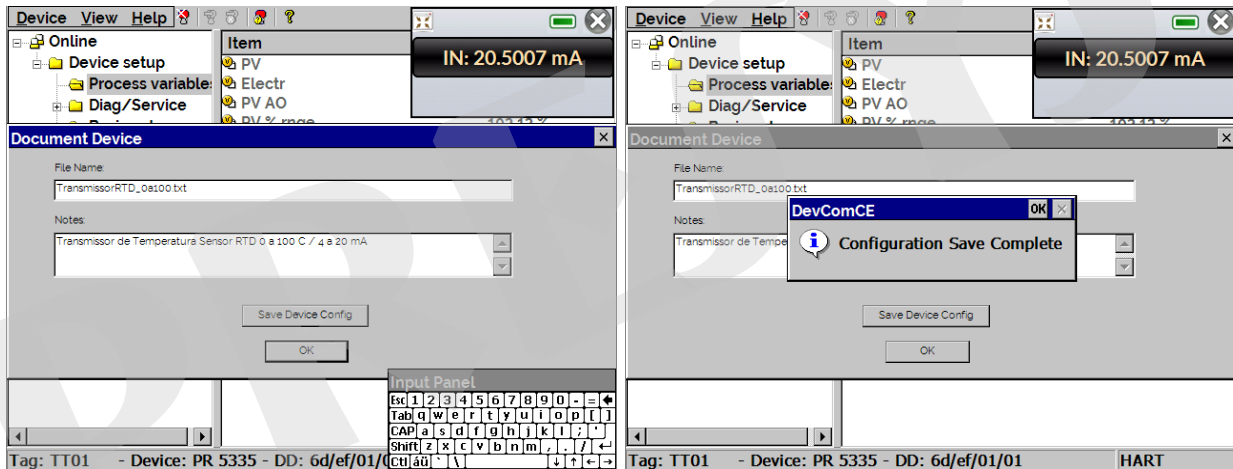 Device View Help
Online
Device setup
Process variable
Diag/Service
Item
PV
Electr
PV AO
PV % rnge
IN: 20.5007 mA
Document Device
File Name:
TransmissorRTD_0a100.txt
Notes:
Transmissor de Temperatura Sensor RTD 0 a 100 C / 4 a 20 mA
Save Device Config
OK
Input Panel
Esc 1 2 3 4 5 6 7 8 9 0 - =
Tab q w e r t y u i o p [ ]
CAP a s d f g h j k l ; '
Shift z x c v b n m , . /
Ctl áü ` \
Tag: TT01 - Device: PR 5335 - DD: 6d/ef/01/
Device View Help
Online
Device setup
Process variable
Diag/Service
Item
PV
Electr
PV AO
PV % rnge
IN: 20.5007 mA
Document Device
File Name:
TransmissorRTD_0a100.txt
Notes:
Transmissor de Tempe
DevComCE OK
Configuration Save Complete
Save Device Config
OK
Tag: TT01 - Device: PR 5335 - DD: 6d/ef/01/01 HART